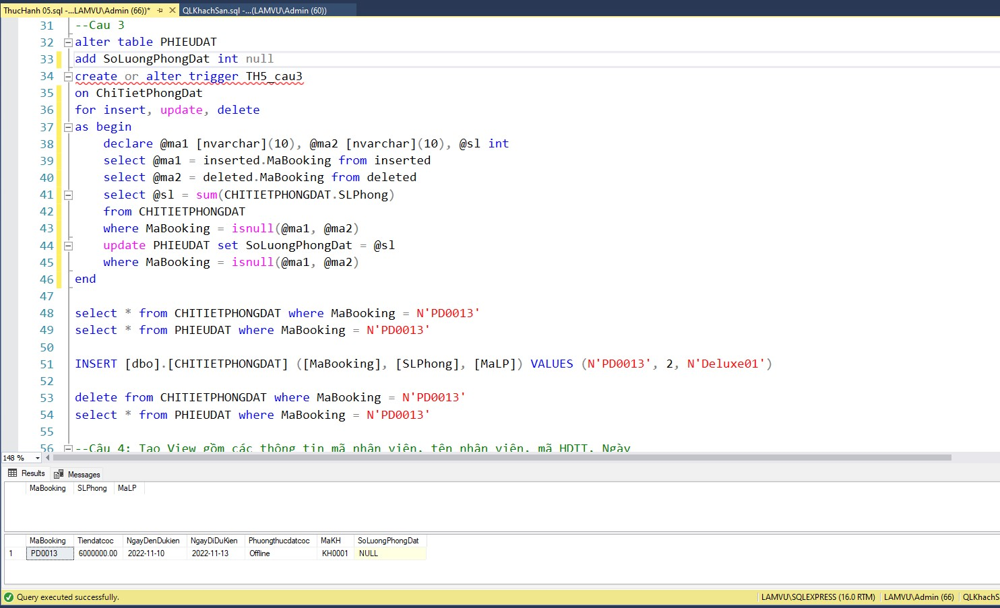 ThucHanh 05.sql -...LAMVU\Admin (66))* QLKhachSan.sql -...(LAMVU\Admin (60))
31 --Cau 3
32 alter table PHIEUDAT
33 add SoLuongPhongDat int null
34 create or alter trigger TH5_cau3
35 on ChiTietPhongDat
36 for insert, update, delete
37 as begin
38 declare @ma1 [nvarchar](10), @ma2 [nvarchar](10), @sl int
39 select @ma1 = inserted.MaBooking from inserted
40 select @ma2 = deleted.MaBooking from deleted
41 select @sl = sum(CHITIETPHONGDAT.SLPhong)
42 from CHITIETPHONGDAT
43 where MaBooking = isnull(@ma1, @ma2)
44 update PHIEUDAT set SoLuongPhongDat = @sl
45 where MaBooking = isnull(@ma1, @ma2)
46 end
47
48 select * from CHITIETPHONGDAT where MaBooking = N'PD0013'
49 select * from PHIEUDAT where MaBooking = N'PD0013'
50
51 INSERT [dbo].[CHITIETPHONGDAT] ([MaBooking], [SLPhong], [MaLP]) VALUES (N'PD0013', 2, N'Deluxe01')
52
53 delete from CHITIETPHONGDAT where MaBooking = N'PD0013'
54 select * from PHIEUDAT where MaBooking = N'PD0013'
55
56 --Câu 4: Tạo View gồm các thông tin mã nhân viên, tên nhân viên, mã HDTT, Ngày
148 %
Results Messages
MaBooking SLPhong MaLP
MaBooking Tiendatcoc NgayDenDukien NgayDiDuKien Phuongthucdatcoc MaKH SoLuongPhongDat
1 PD0013 6000000.00 2022-11-10 2022-11-13 Offline KH0001 NULL
Query executed successfully. LAMVU\SQLEXPRESS (16.0 RTM) LAMVU\Admin (66) QLKhachS